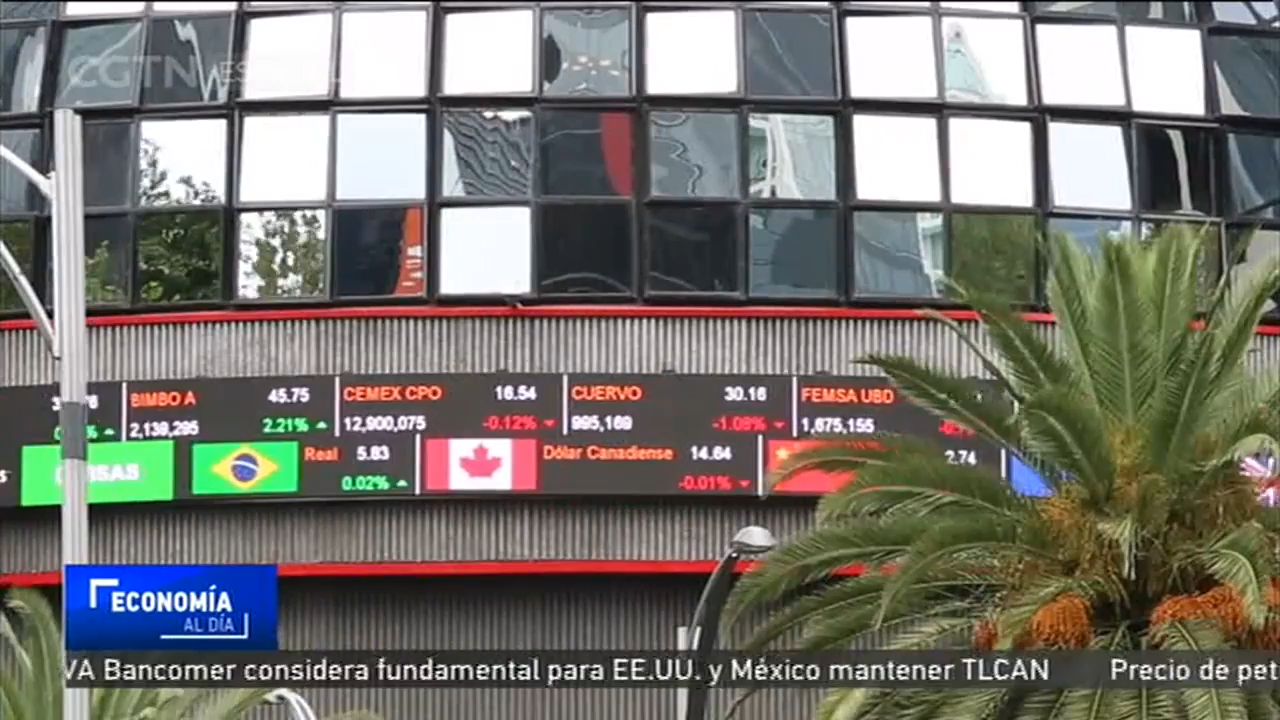 CGTN ESPAÑOL
BIMBO A 45.75 CEMEX CPO 16.54 CUERVO 30.16 FEMSA UBD
2,139,295 2.21% 12,900,075 -0.12% 995,169 -1.08% 1,675,155
Real 5.83 Dólar Canadiense 14.64 2.74
0.02% -0.01%
ECONOMÍA
AL DÍA
VA Bancomer considera fundamental para EE.UU. y México mantener TLCAN Precio de pet